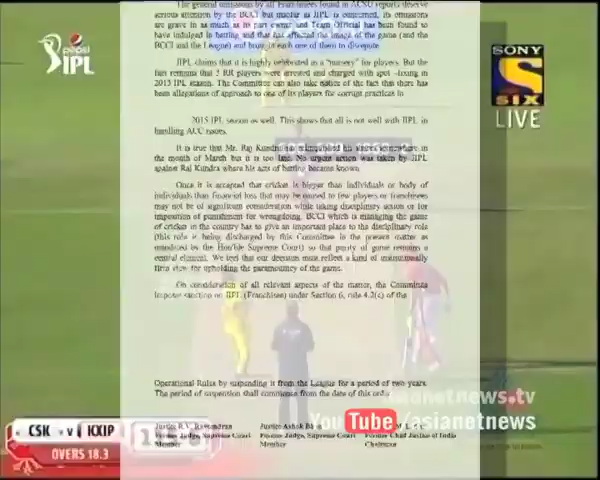 The general omissions by all Franchisees found in ACSU reports deserve
serious attention by the BCCI but insofar as JIPL is concerned, its omissions
are grave in as much as its part owner and Team Official has been found to
have indulged in betting and that has affected the image of the game (and the
BCCI and the League) and brought each one of them to disrepute.
JIPL claims that it is highly celebrated as a "nursery" for players. But the
fact remains that 3 RR players were arrested and charged with spot -fixing in
2013 IPL season. The Committee can also take notice of the fact that there has
been allegations of approach to one of its players for corrupt practices in
2015 IPL season as well. This shows that all is not well with JIPL in
handling ACC issues.
It is true that Mr. Raj Kundra has relinquished his
the month of March but it is too late. No urgent action was taken by JIPL
against Raj Kundra where his acts of betting became known.
Once it is accepted that cricket is bigger than individuals or body of
individuals then financial loss that may be caused to few players or franchisees
may not be of significant consideration while taking disciplinary action or for
imposition of punishment for wrongdoing. BCCI which is managing the game
of cricket in the country has to give an important place to the disciplinary role
(this role is being discharged by this Committee in the present matter as
mandated by the Hon'ble Supreme Court) so that purity of game remains a
central element. We feel that our decision must reflect a kind of institutionally
firm view for upholding the paramountcy of the game.
On consideration of all relevant aspects of the matter, the Committee
impose sanction on JIPL (Franchisee) under Section 6, rule 4.2(c) of the
Operational Rules by suspending it from the League for a period of two years.
The period of suspension shall commence from the date of this order
Justice R.V. Raveendran
Former Judge, Supreme Court
Member
Justice Ashok
Former Judge, Supreme Court
Member
Former Chief Justice of India
Chairman
pepsi
IPL
SONY
SIX
LIVE
CSK v KXIP
OVERS 18.3
asianetnews.tv
YouTube/asianetnews